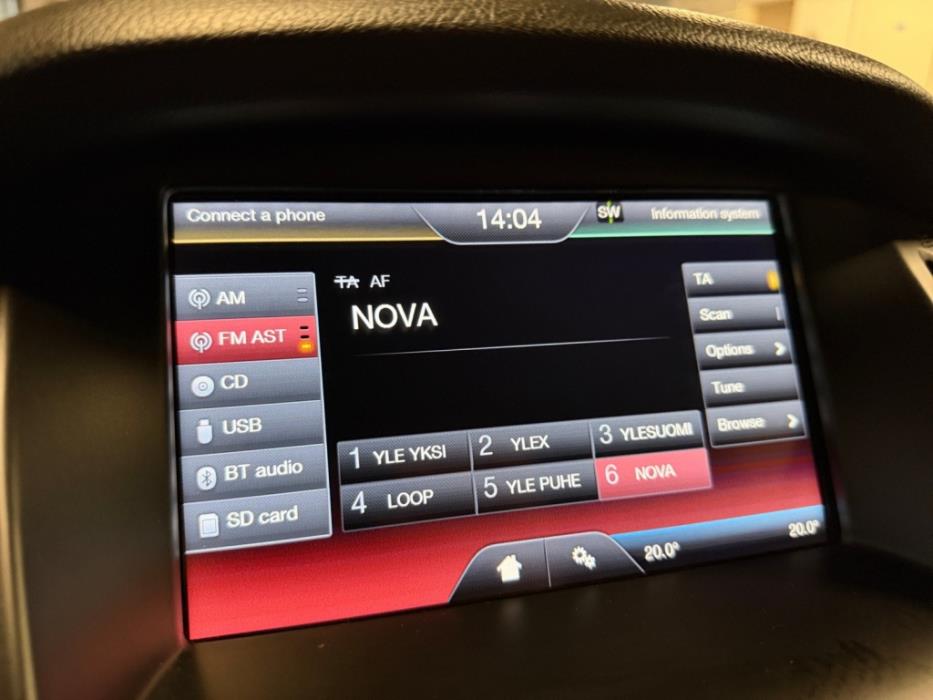 Connect a phone
14:04
SW
Information system
AM
FM AST
CD
USB
BT audio
SD card
TA AF
NOVA
1 YLE YKSI
2 YLEX
3 YLESUOMI
4 LOOP
5 YLE PUHE
6 NOVA
TA
Scan
Options
Tune
Browse
20.0°
20.0°